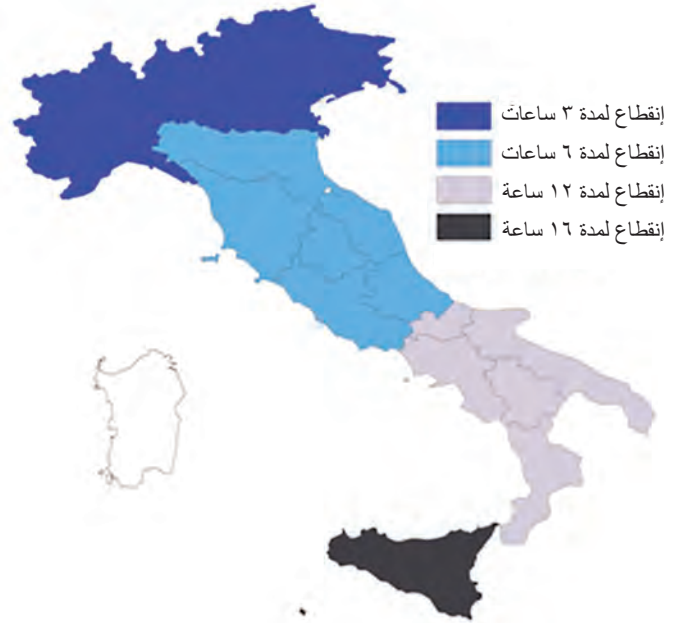 إنقطاع لمدة ٣ ساعات
إنقطاع لمدة ٦ ساعات
إنقطاع لمدة ١٢ ساعة
إنقطاع لمدة ١٦ ساعة